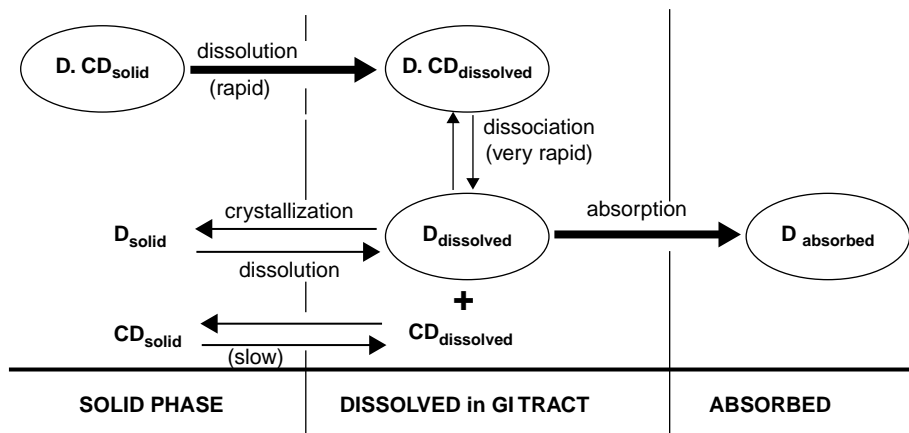 dissolution
D. CDsolid
(rapid)
D. CDdissolved
dissociation
(very rapid)
crystallization
Dsolid
dissolution
Ddissolved
absorption
D absorbed
+
CDsolid
(slow)
CDdissolved
SOLID PHASE
DISSOLVED in GI TRACT
ABSORBED